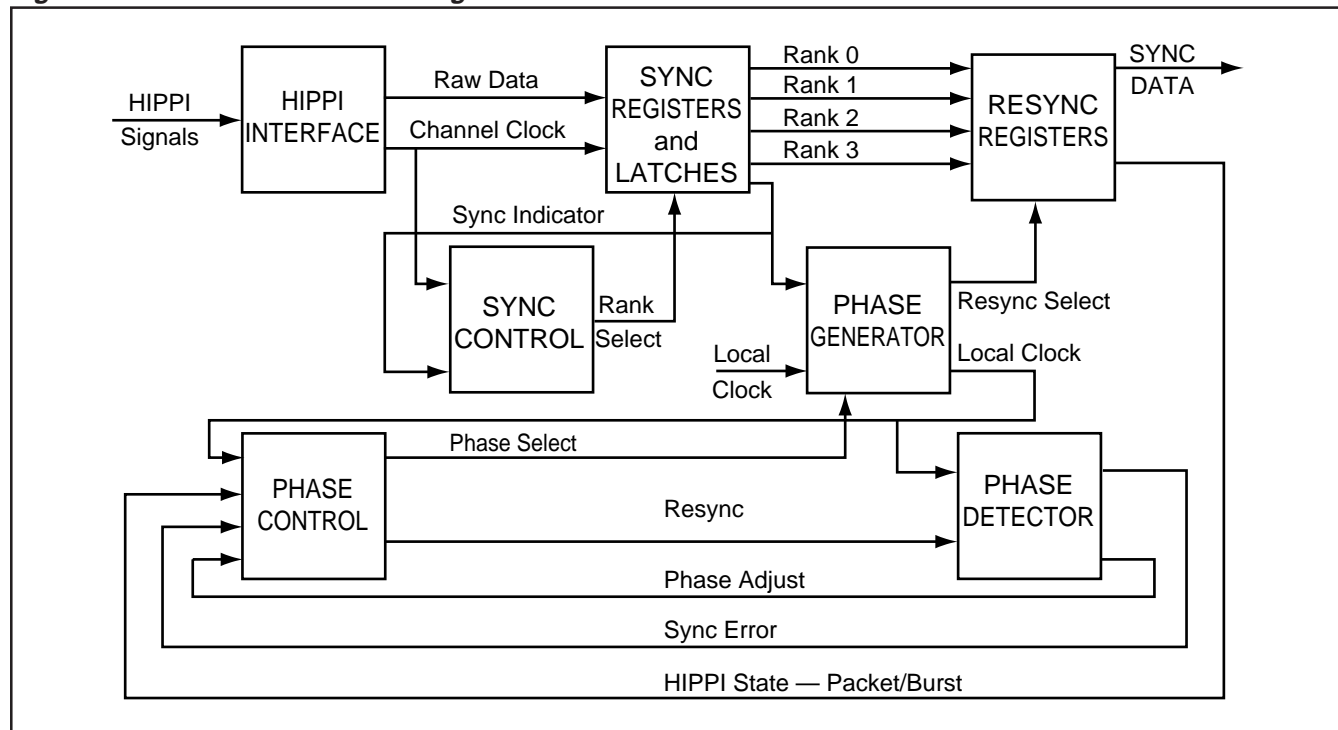 HIPPI
Signals
HIPPI
INTERFACE
Raw Data
Channel Clock
SYNC
REGISTERS
and
LATCHES
Rank 0
Rank 1
Rank 2
Rank 3
RESYNC
REGISTERS
SYNC
DATA
Sync Indicator
SYNC
CONTROL
Rank
Select
PHASE
GENERATOR
Resync Select
Local Clock
Local
Clock
Phase Select
PHASE
CONTROL
Resync
PHASE
DETECTOR
Phase Adjust
Sync Error
HIPPI State — Packet/Burst